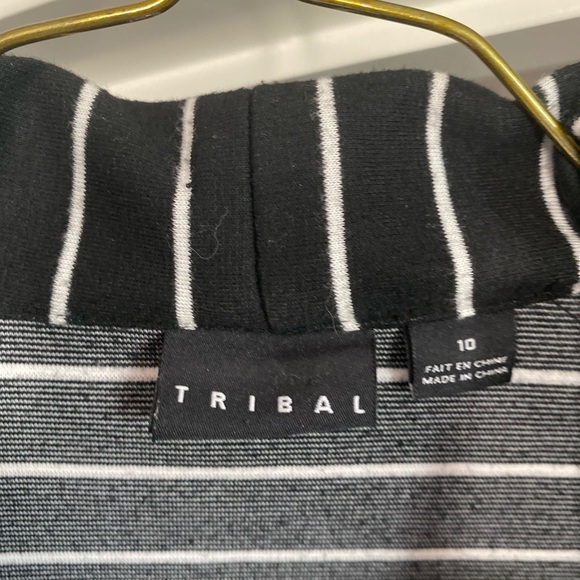 TRIBAL
10
FAIT EN CHINE
MADE IN CHINA